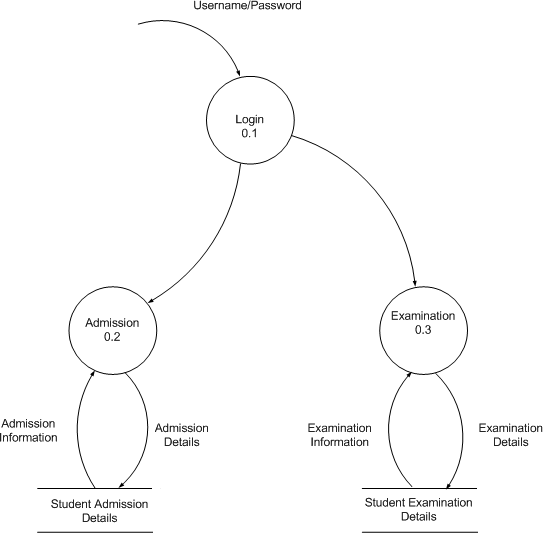 Username/Password
Login
0.1
Admission
0.2
Examination
0.3
Admission
Information
Admission
Details
Examination
Information
Examination
Details
Student Admission
Details
Student Examination
Details